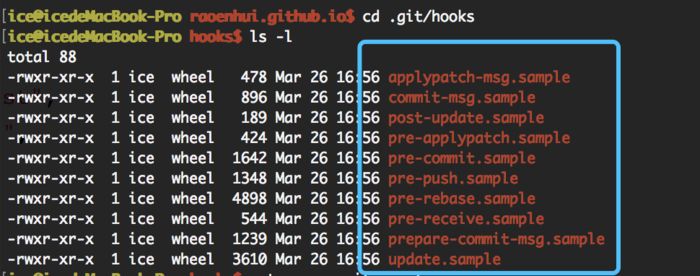 [ice@icedeMacBook-Pro raoenhui.github.io$ cd .git/hooks
[ice@icedeMacBook-Pro hooks$ ls -l
total 88
-rwxr-xr-x 1 ice wheel 478 Mar 26 16:56 applypatch-msg.sample
-rwxr-xr-x 1 ice wheel 896 Mar 26 16:56 commit-msg.sample
-rwxr-xr-x 1 ice wheel 189 Mar 26 16:56 post-update.sample
-rwxr-xr-x 1 ice wheel 424 Mar 26 16:56 pre-applypatch.sample
-rwxr-xr-x 1 ice wheel 1642 Mar 26 16:56 pre-commit.sample
-rwxr-xr-x 1 ice wheel 1348 Mar 26 16:56 pre-push.sample
-rwxr-xr-x 1 ice wheel 4898 Mar 26 16:56 pre-rebase.sample
-rwxr-xr-x 1 ice wheel 544 Mar 26 16:56 pre-receive.sample
-rwxr-xr-x 1 ice wheel 1239 Mar 26 16:56 prepare-commit-msg.sample
-rwxr-xr-x 1 ice wheel 3610 Mar 26 16:56 update.sample